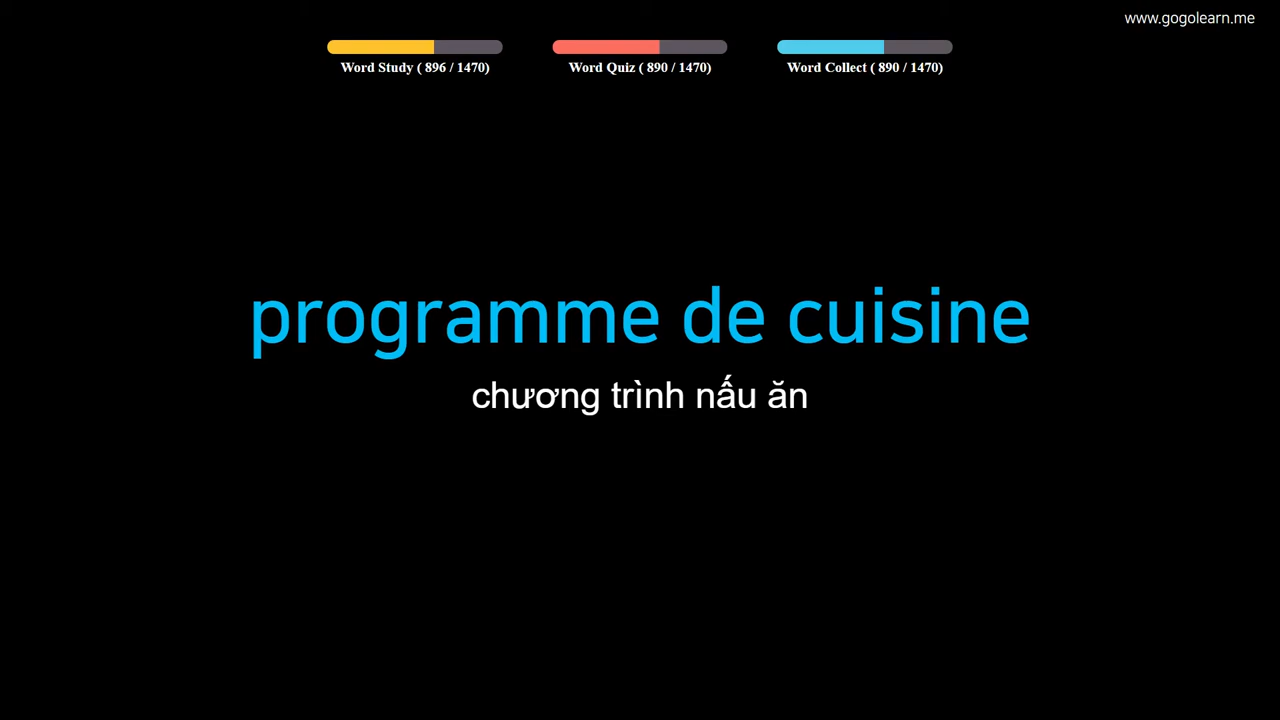 www.gogolearn.me
Word Study ( 896 / 1470) Word Quiz ( 890 / 1470) Word Collect ( 890 / 1470)
programme de cuisine
chương trình nấu ăn